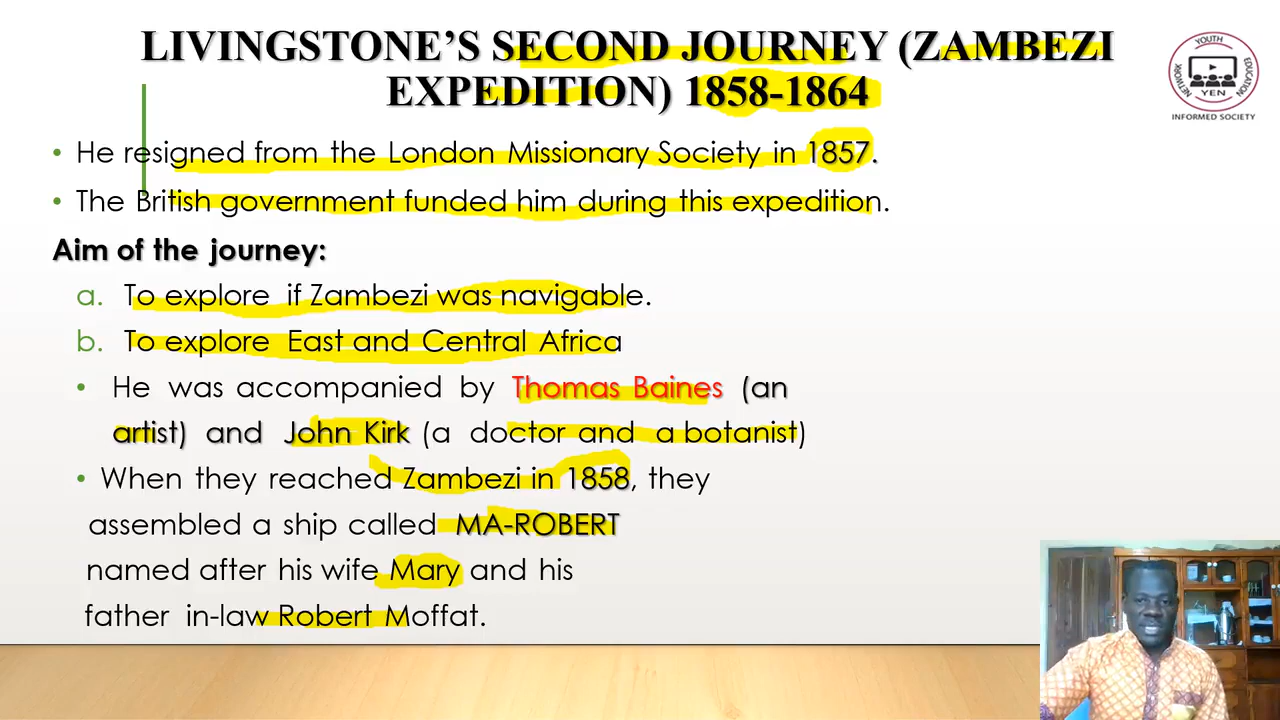 LIVINGSTONE'S SECOND JOURNEY (ZAMBEZI
EXPEDITION) 1858-1864
YOUTH EDUCATION NETWORK
YEN
INFORMED SOCIETY
• He resigned from the London Missionary Society in 1857.
• The British government funded him during this expedition.
Aim of the journey:
a. To explore if Zambezi was navigable.
b. To explore East and Central Africa
• He was accompanied by Thomas Baines (an
artist) and John Kirk (a doctor and a botanist)
• When they reached Zambezi in 1858, they
assembled a ship called MA-ROBERT
named after his wife Mary and his
father in-law Robert Moffat.